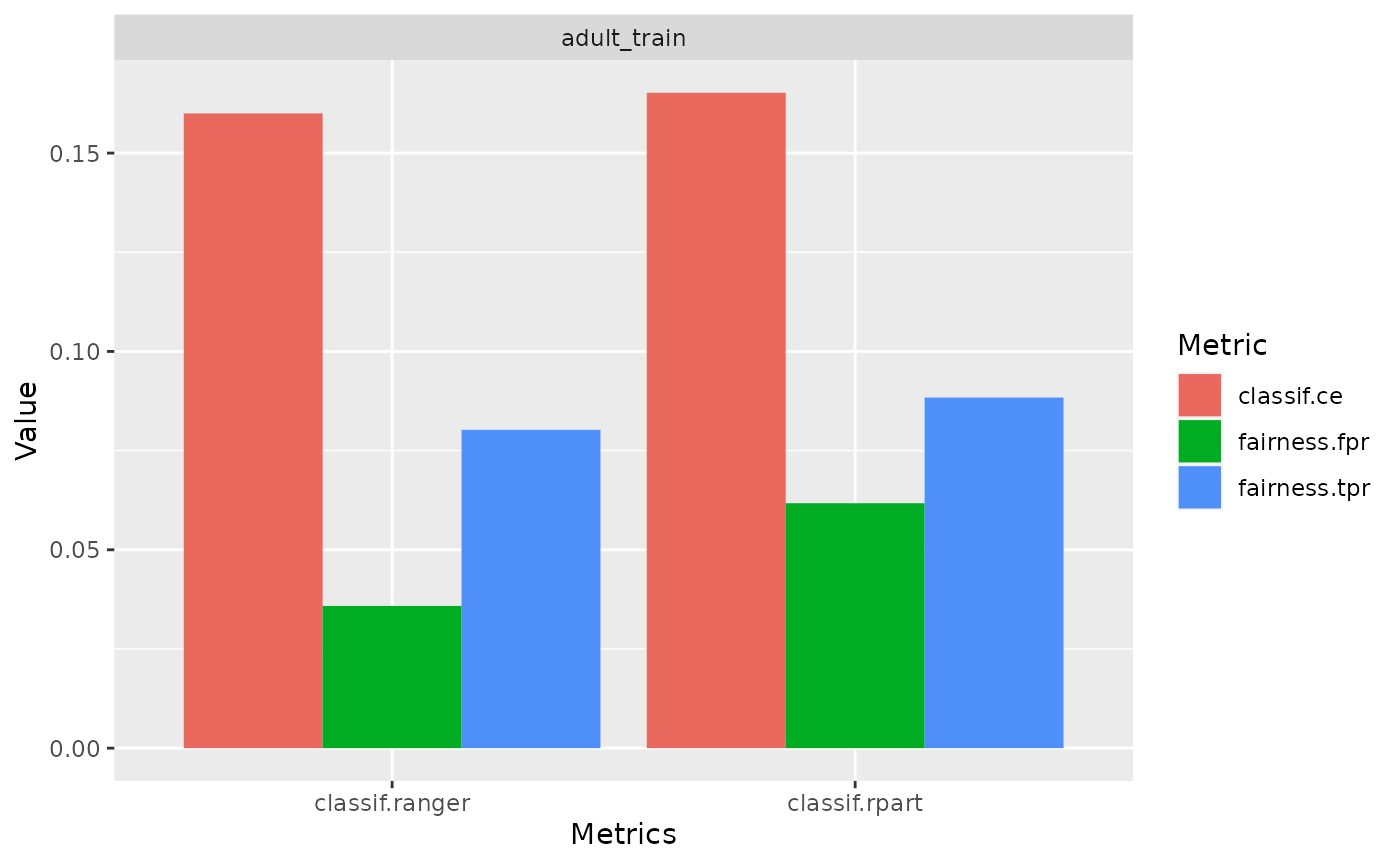 adult_train
Value
0.15
0.10
0.05
0.00
classif.ranger
classif.rpart
Metrics
Metric
classif.ce
fairness.fpr
fairness.tpr